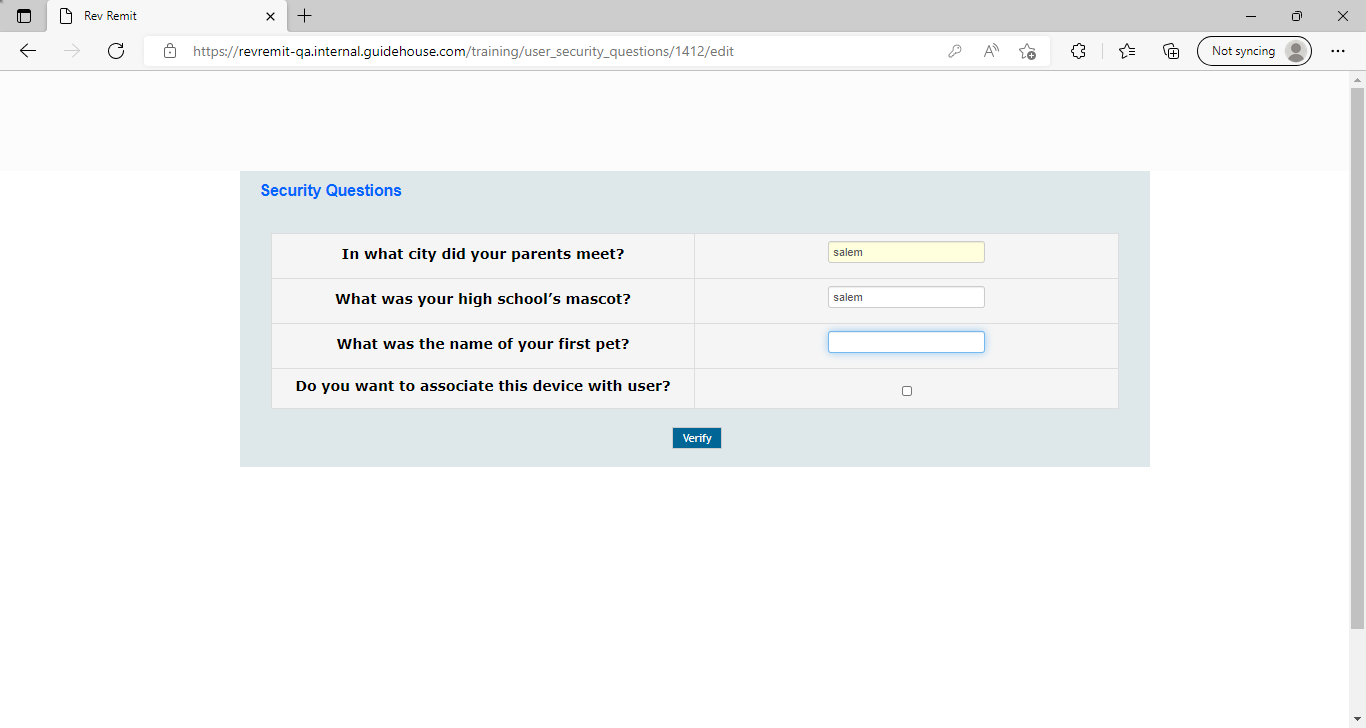 Rev Remit
https://revremit-qa.internal.guidehouse.com/training/user_security_questions/1412/edit
Not syncing
Security Questions
In what city did your parents meet? salem
What was your high school's mascot? salem
What was the name of your first pet?
Do you want to associate this device with user?
Verify